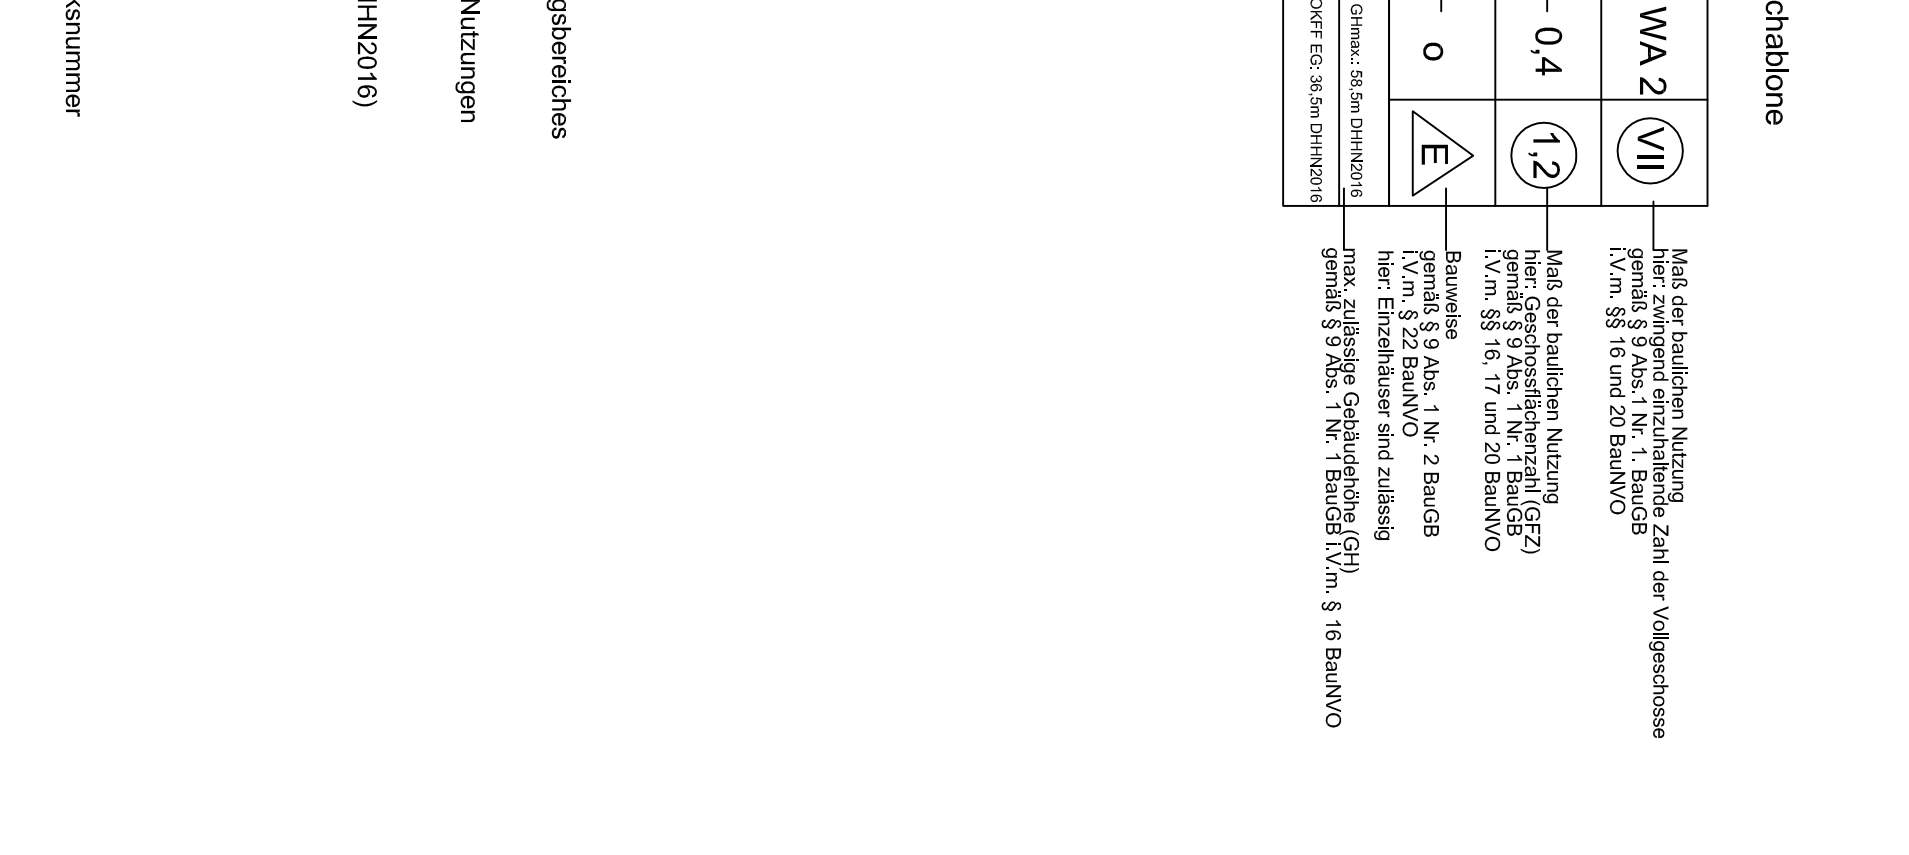 chablone
WA 2
VII
0,4
1,2
o
E
GHmax.: 58,5m DHHN2016
OKFF EG: 36,5m DHHN2016
Maß der baulichen Nutzung
hier: zwingend einzuhaltende Zahl der Vollgeschosse
gemäß § 9 Abs.1 Nr. 1. BauGB
i.V.m. §§ 16 und 20 BauNVO
Maß der baulichen Nutzung
hier: Geschossflächenzahl (GFZ)
gemäß § 9 Abs. 1 Nr. 1 BauGB
i.V.m. §§ 16, 17 und 20 BauNVO
Bauweise
gemäß § 9 Abs. 1 Nr. 2 BauGB
i.V.m. § 22 BauNVO
hier: Einzelhäuser sind zulässig
max. zulässige Gebäudehöhe (GH)
gemäß § 9 Abs. 1 Nr. 1 BauGB i.V.m. § 16 BauNVO
gsbereiches
Nutzungen
HN2016)
ksnummer